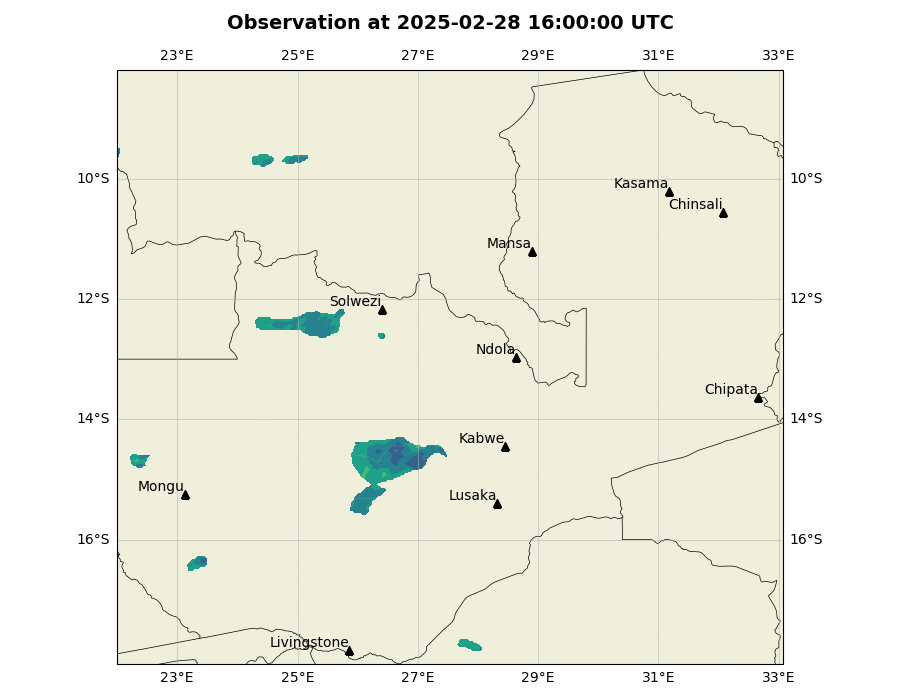 Observation at 2025-02-28 16:00:00 UTC
23°E 25°E 27°E 29°E 31°E 33°E
10°S 10°S
Kasama
Chinsali
Mansa
12°S 12°S
Solwezi
Ndola
Chipata
14°S 14°S
Kabwe
Mongu
Lusaka
16°S 16°S
Livingstone
23°E 25°E 27°E 29°E 31°E 33°E